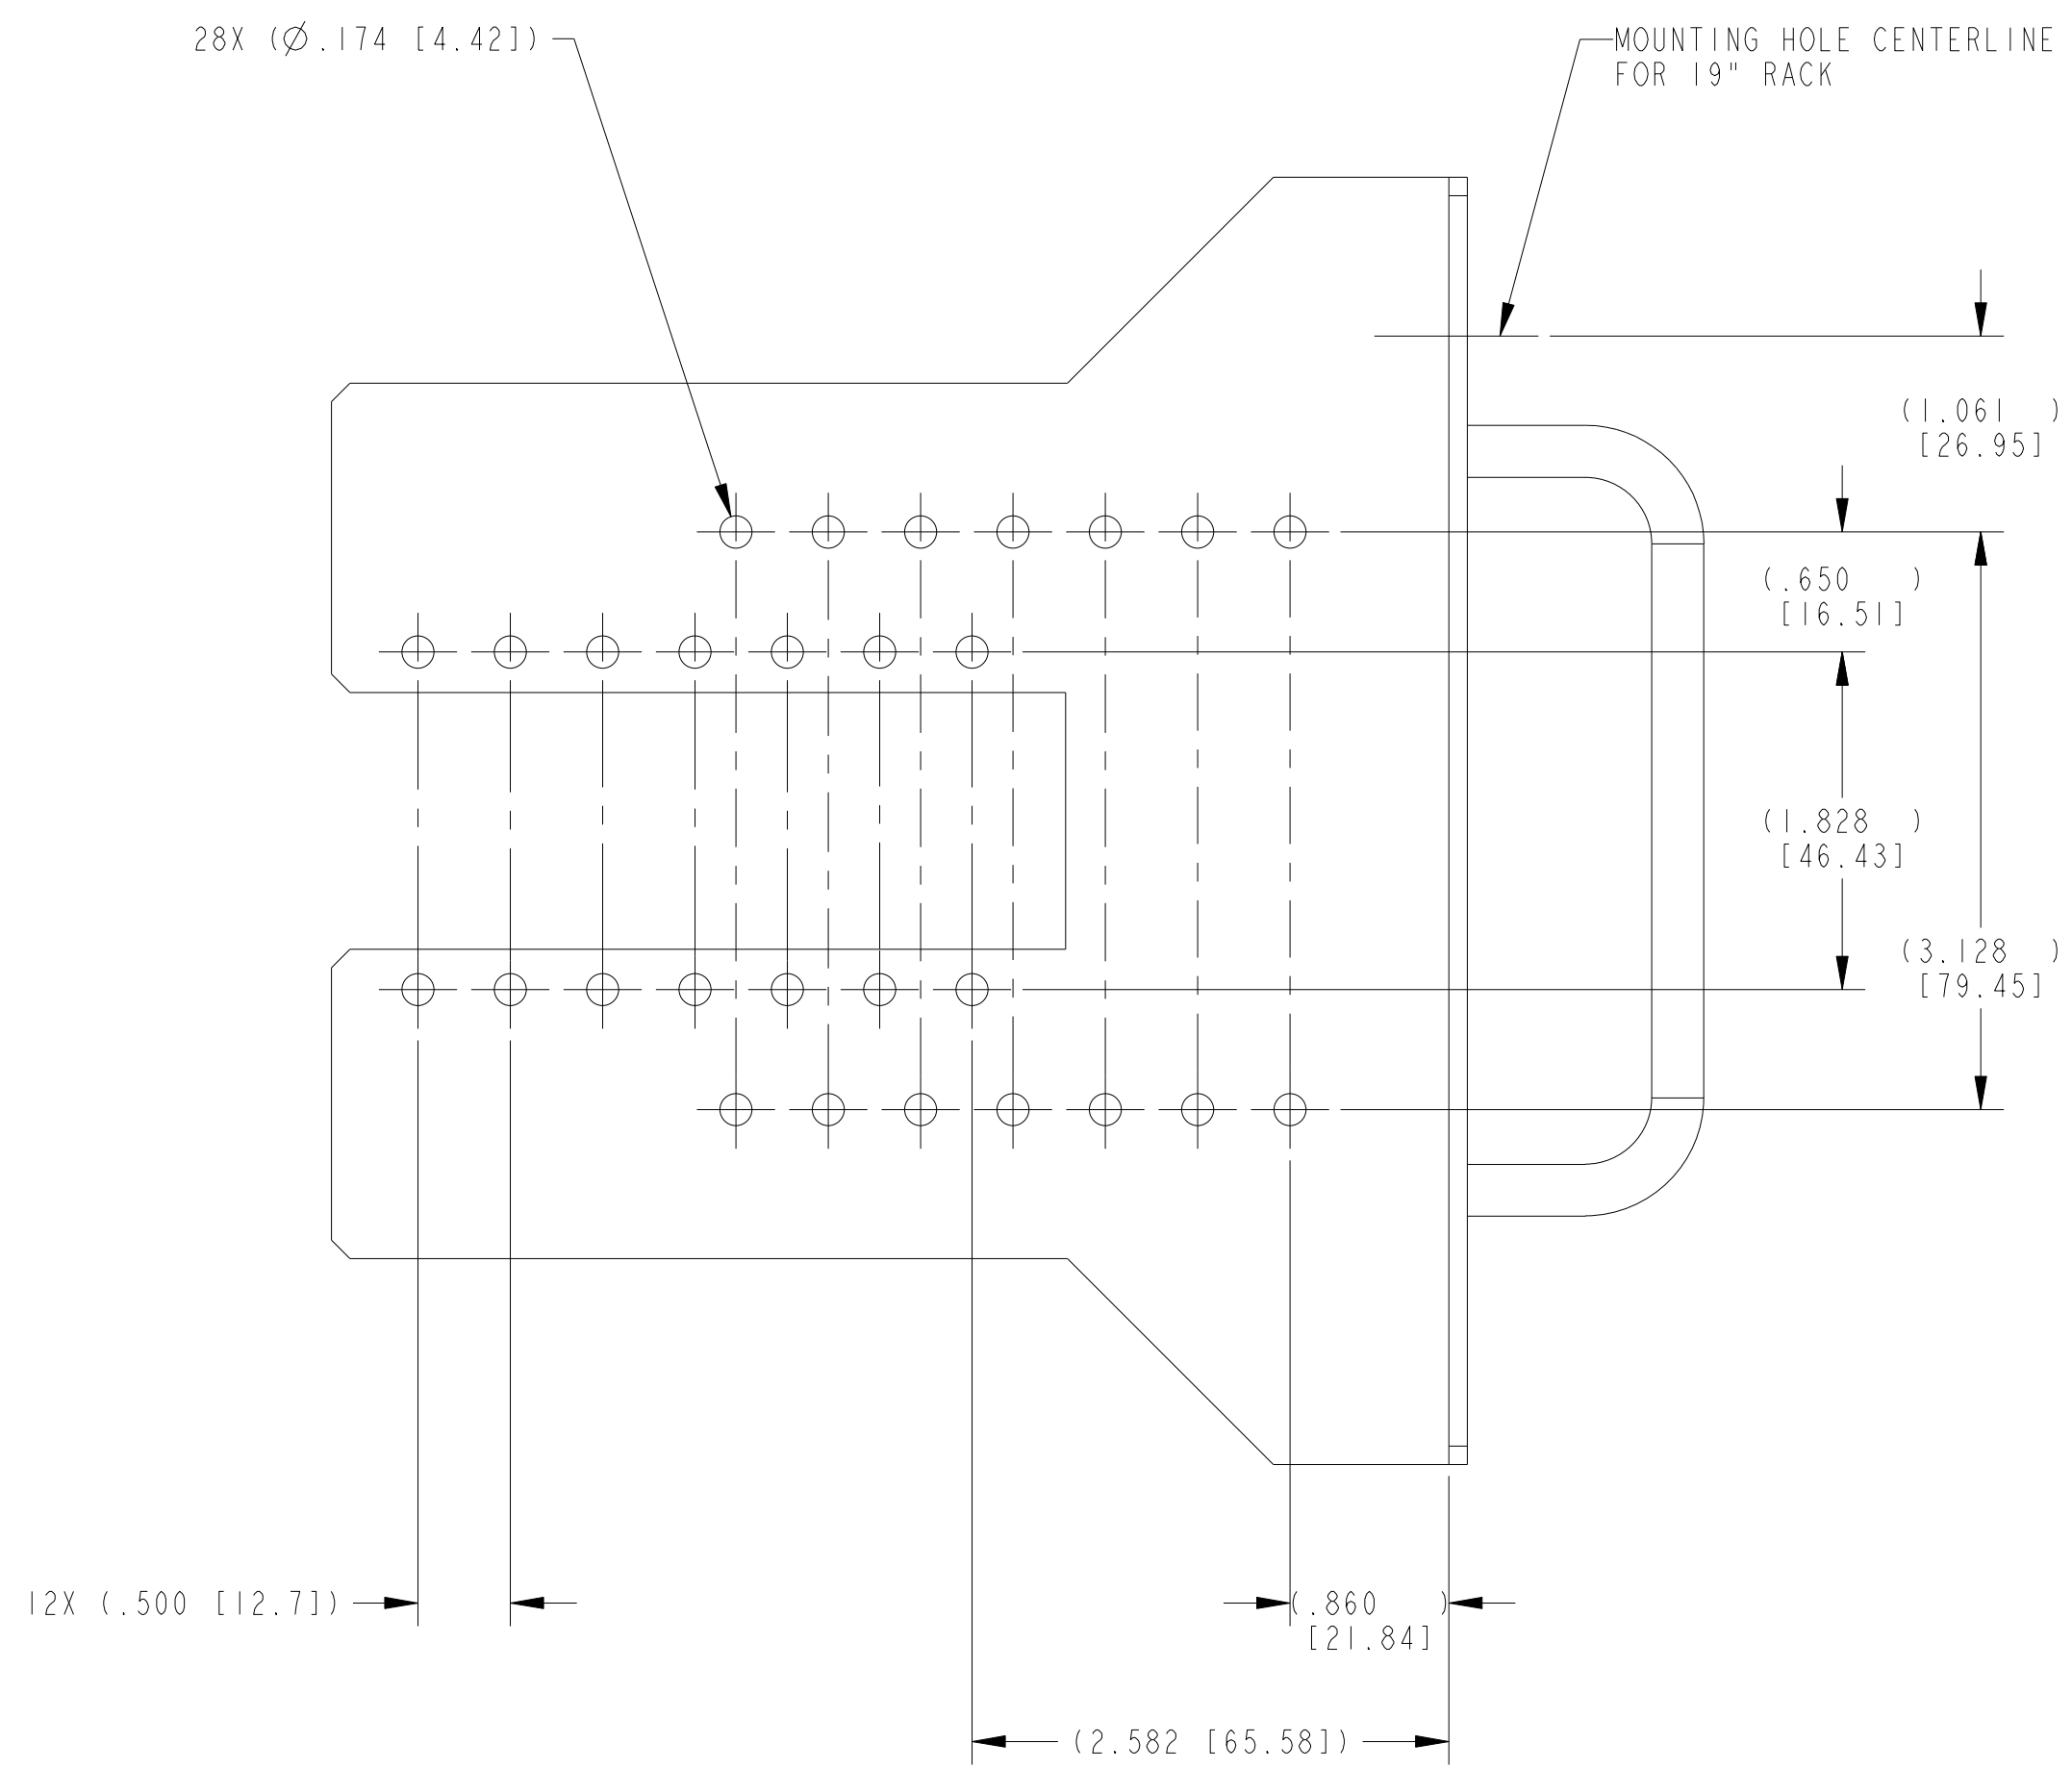 28X (Ø.174 [4.42])
MOUNTING HOLE CENTERLINE
FOR 19" RACK
(1.061 )
[26.95]
(.650 )
[16.51]
(1.828 )
[46.43]
(3.128 )
[79.45]
12X (.500 [12.7])
(.860 )
[21.84]
(2.582 [65.58])